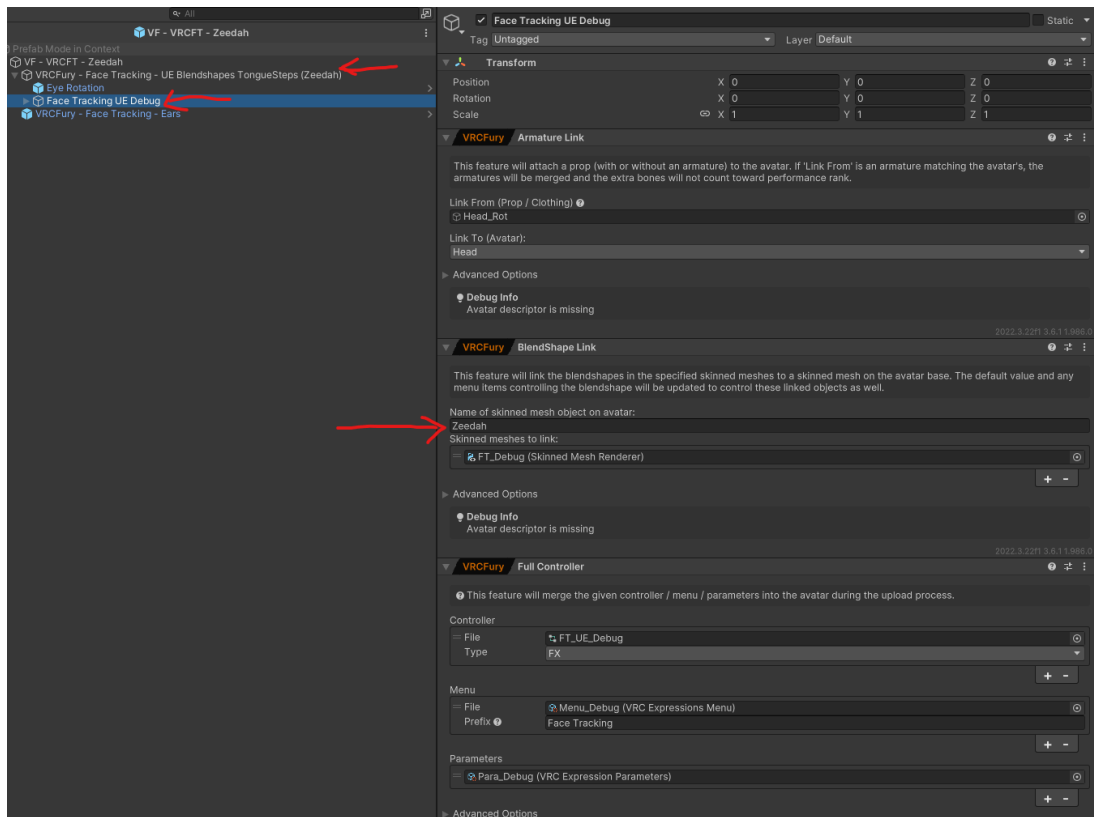 All
VF - VRCFT - Zeedah
Prefab Mode in Context
VF - VRCFT - Zeedah
VRCFury - Face Tracking - UE Blendshapes TongueSteps (Zeedah)
Eye Rotation
Face Tracking UE Debug
VRCFury - Face Tracking - Ears
Face Tracking UE Debug Static
Tag Untagged Layer Default
Transform
Position X 0 Y 0 Z 0
Rotation X 0 Y 0 Z 0
Scale X 1 Y 1 Z 1
VRCFury Armature Link
This feature will attach a prop (with or without an armature) to the avatar. If 'Link From' is an armature matching the avatar's, the
armatures will be merged and the extra bones will not count toward performance rank.
Link From (Prop / Clothing)
Head_Rot
Link To (Avatar):
Head
Advanced Options
Debug Info
Avatar descriptor is missing
2022.3.22f1 3.6.1 1.986.0
VRCFury BlendShape Link
This feature will link the blendshapes in the specified skinned meshes to a skinned mesh on the avatar base. The default value and any
menu items controlling the blendshape will be updated to control these linked objects as well.
Name of skinned mesh object on avatar:
Zeedah
Skinned meshes to link:
FT_Debug (Skinned Mesh Renderer)
+ -
Advanced Options
Debug Info
Avatar descriptor is missing
2022.3.22f1 3.6.1 1.986.0
VRCFury Full Controller
This feature will merge the given controller / menu / parameters into the avatar during the upload process.
Controller
File FT_UE_Debug
Type FX
+ -
Menu
File Menu_Debug (VRC Expressions Menu)
Prefix Face Tracking
+ -
Parameters
Para_Debug (VRC Expression Parameters)
+ -
Advanced Options